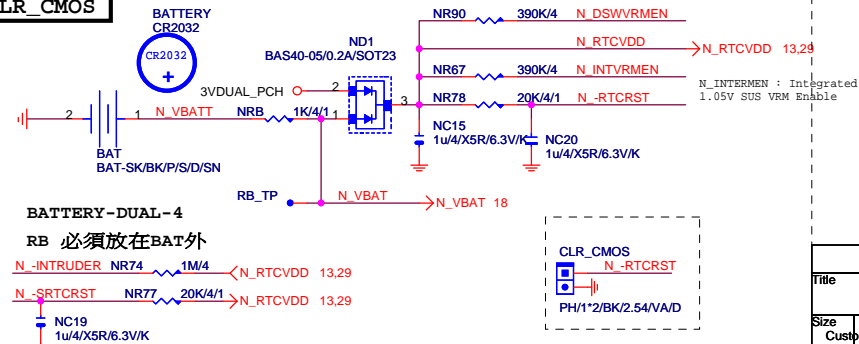 CLR_CMOS
BATTERY
CR2032
CR2032
+
ND1
BAS40-05/0.2A/SOT23
3VDUAL_PCH
2
1
3
2
1
N_VBATT
NRB
1K/4/1
BAT
BAT-SK/BK/P/S/D/SN
NR90
390K/4
N_DSWVRMEN
N_RTCVDD
N_RTCVDD 13,29
NR67
390K/4
N_INTVRMEN
NR78
20K/4/1
N_-RTCRST
N_INTERMEN : Integrated
1.05V SUS VRM Enable
NC15
1u/4/X5R/6.3V/K
NC20
1u/4/X5R/6.3V/K
RB_TP
N_VBAT
N_VBAT 18
BATTERY-DUAL-4
RB 必須放在BAT外
N_-INTRUDER
NR74
1M/4
N_RTCVDD 13,29
N_-SRTCRST
NR77
20K/4/1
N_RTCVDD 13,29
NC19
1u/4/X5R/6.3V/K
CLR_CMOS
N_-RTCRST
PH/1*2/BK/2.54/VA/D
Title
Size